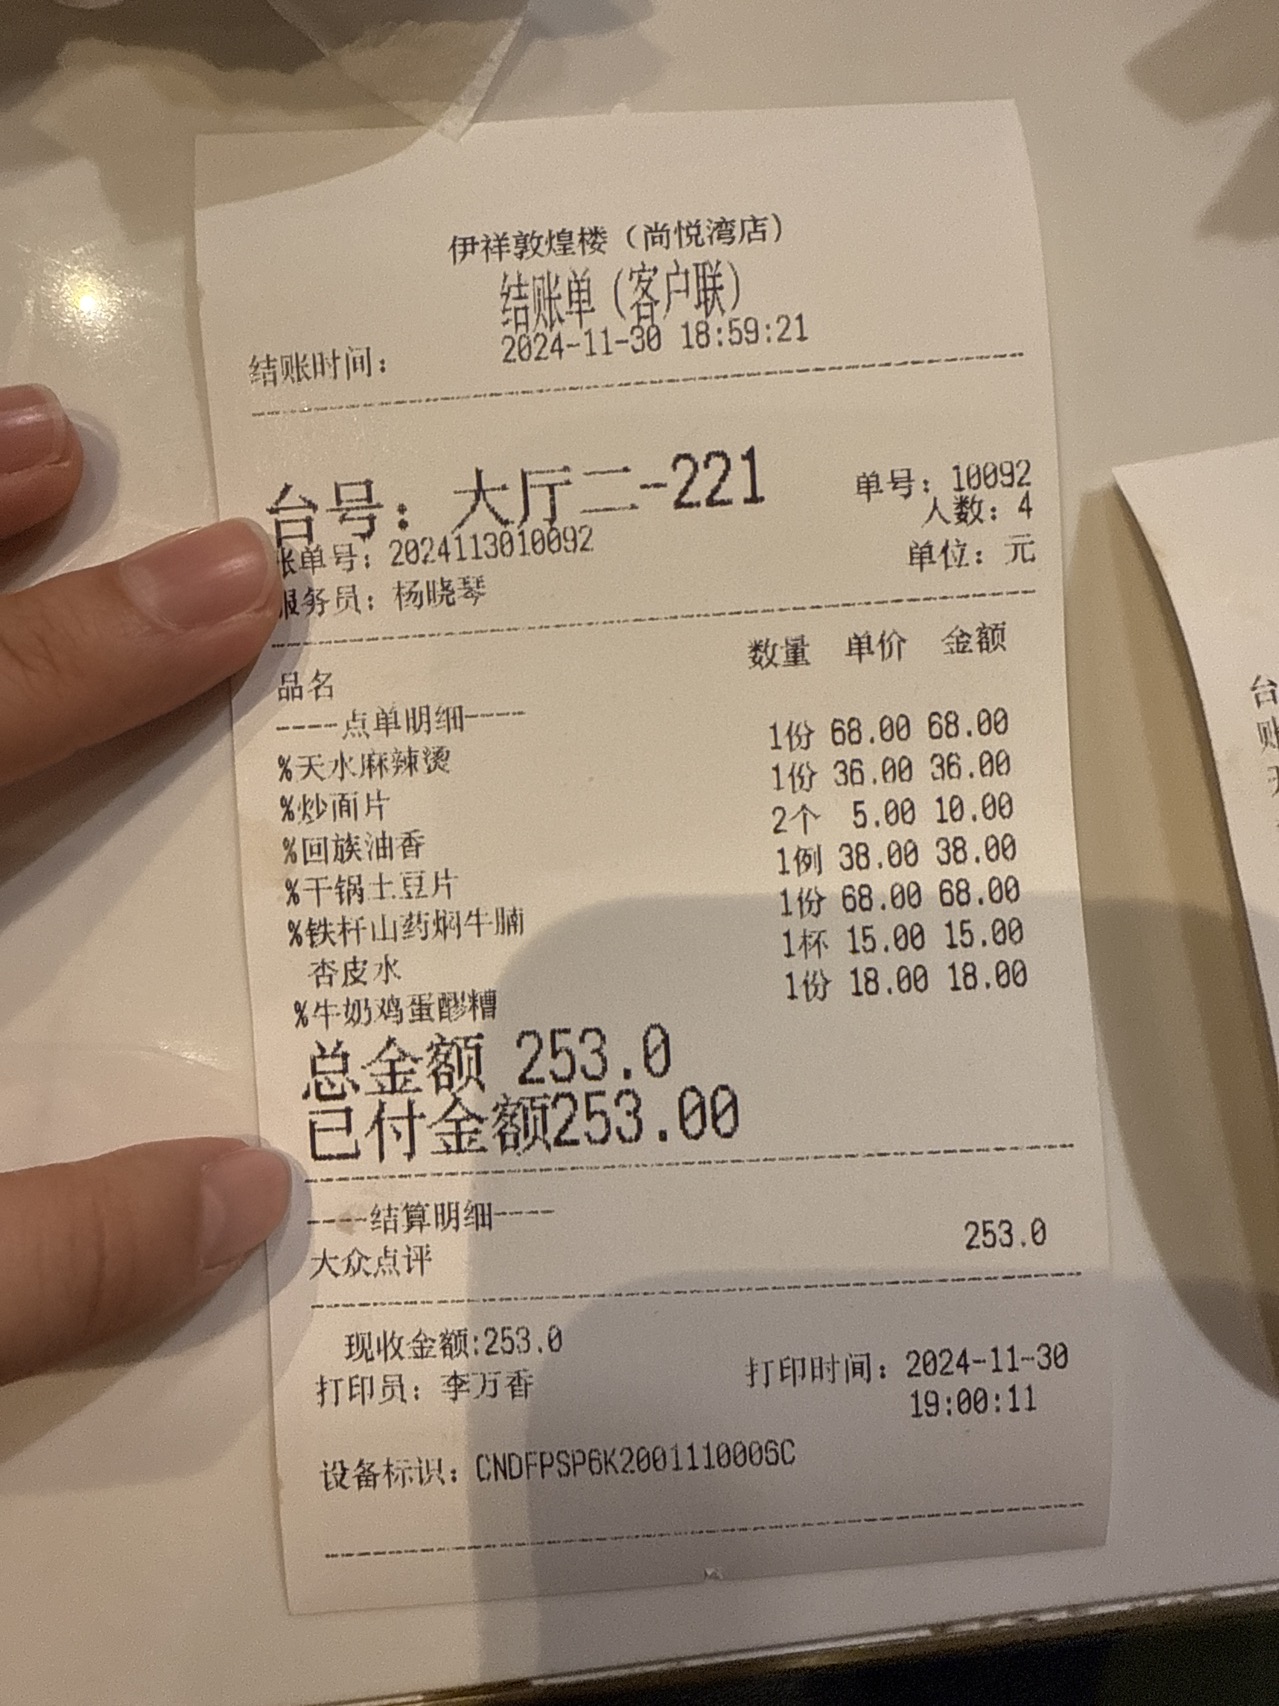 伊祥敦煌楼（尚悦湾店）
结账单（客户联）
结账时间： 2024-11-30 18:59:21
台号：大厅二-221 单号：10092
人数：4
账单号：2024113010092 单位：元
服务员：杨晓琴
品名 数量 单价 金额
----点单明细----
%天水麻辣烫 1份 68.00 68.00
%炒面片 1份 36.00 36.00
%回族油香 2个 5.00 10.00
%干锅土豆片 1例 38.00 38.00
%铁杆山药焖牛腩 1份 68.00 68.00
杏皮水 1杯 15.00 15.00
%牛奶鸡蛋醪糟 1份 18.00 18.00
总金额 253.0
已付金额253.00
----结算明细----
大众点评 253.0
现收金额:253.0
打印员：李万香 打印时间：2024-11-30
19:00:11
设备标识：CNDFPSP6K2001110006C
台